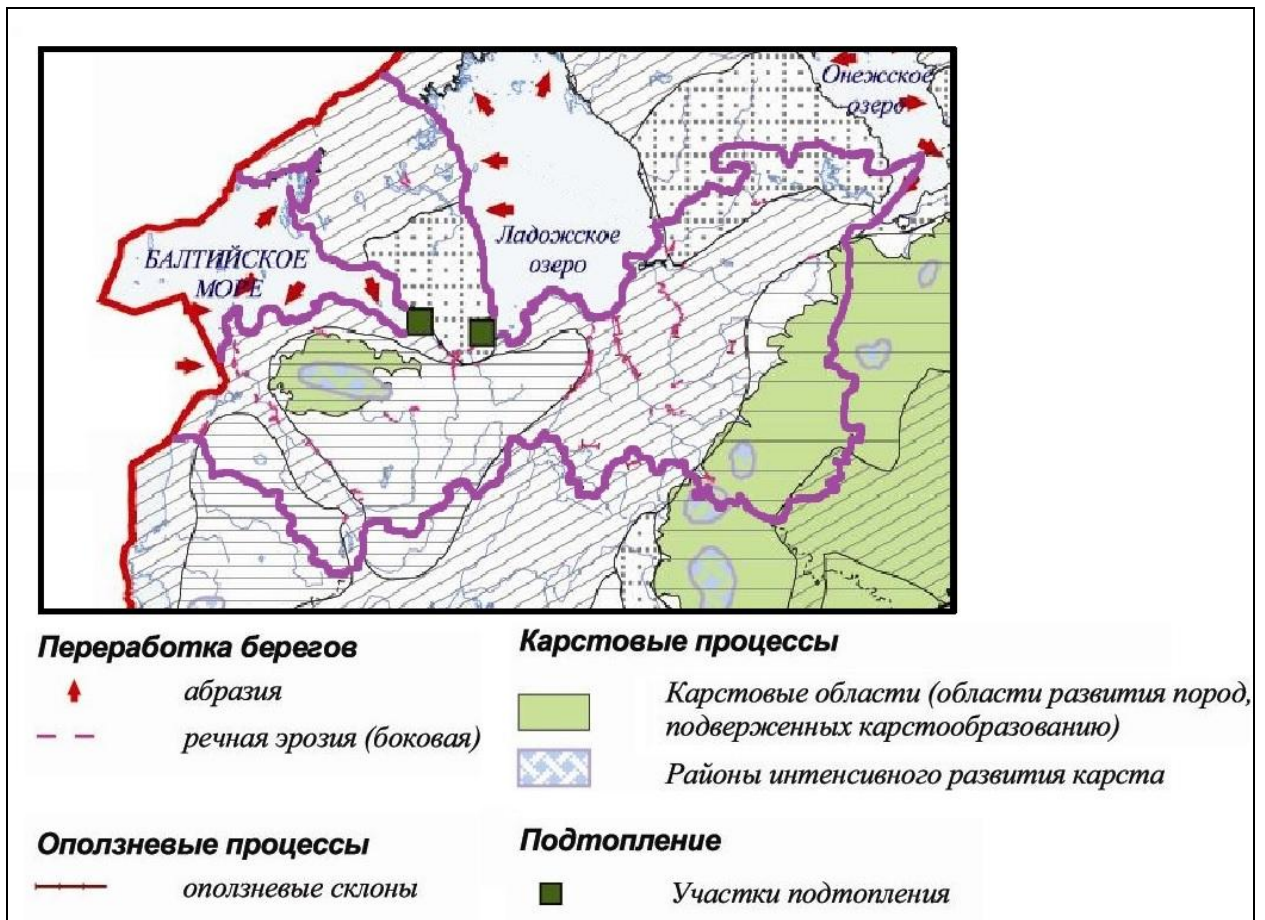 Онежское
озеро
Ладожское
озеро
БАЛТИЙСКОЕ
МОРЕ
Переработка берегов
абразия
речная эрозия (боковая)
Оползневые процессы
оползневые склоны
Карстовые процессы
Карстовые области (области развития пород,
подверженных карстообразованию)
Районы интенсивного развития карста
Подтопление
Участки подтопления